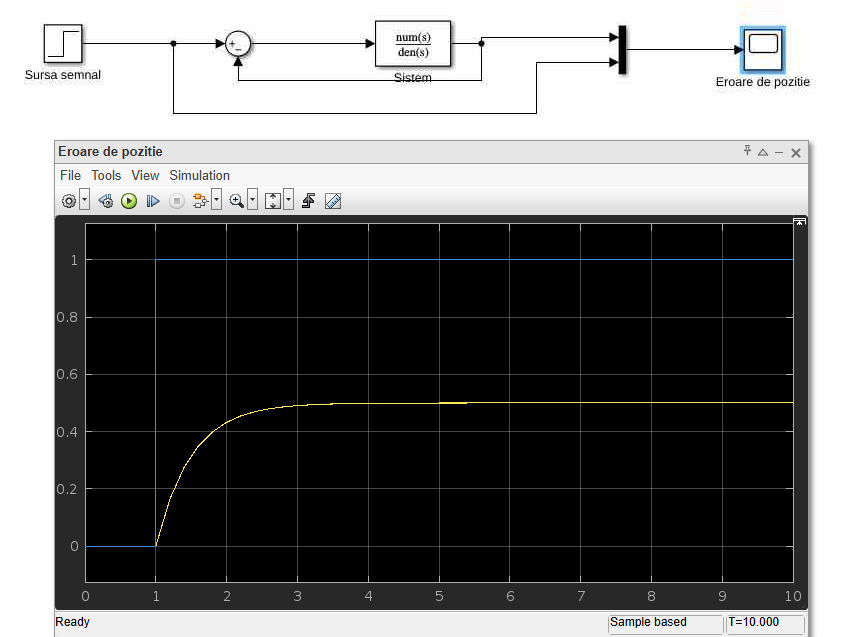 +
_
num(s)
den(s)
Sursa semnal
Sistem
Eroare de pozitie
Eroare de pozitie
File Tools View Simulation
1
0.8
0.6
0.4
0.2
0
0 1 2 3 4 5 6 7 8 9 10
Ready Sample based T=10.000